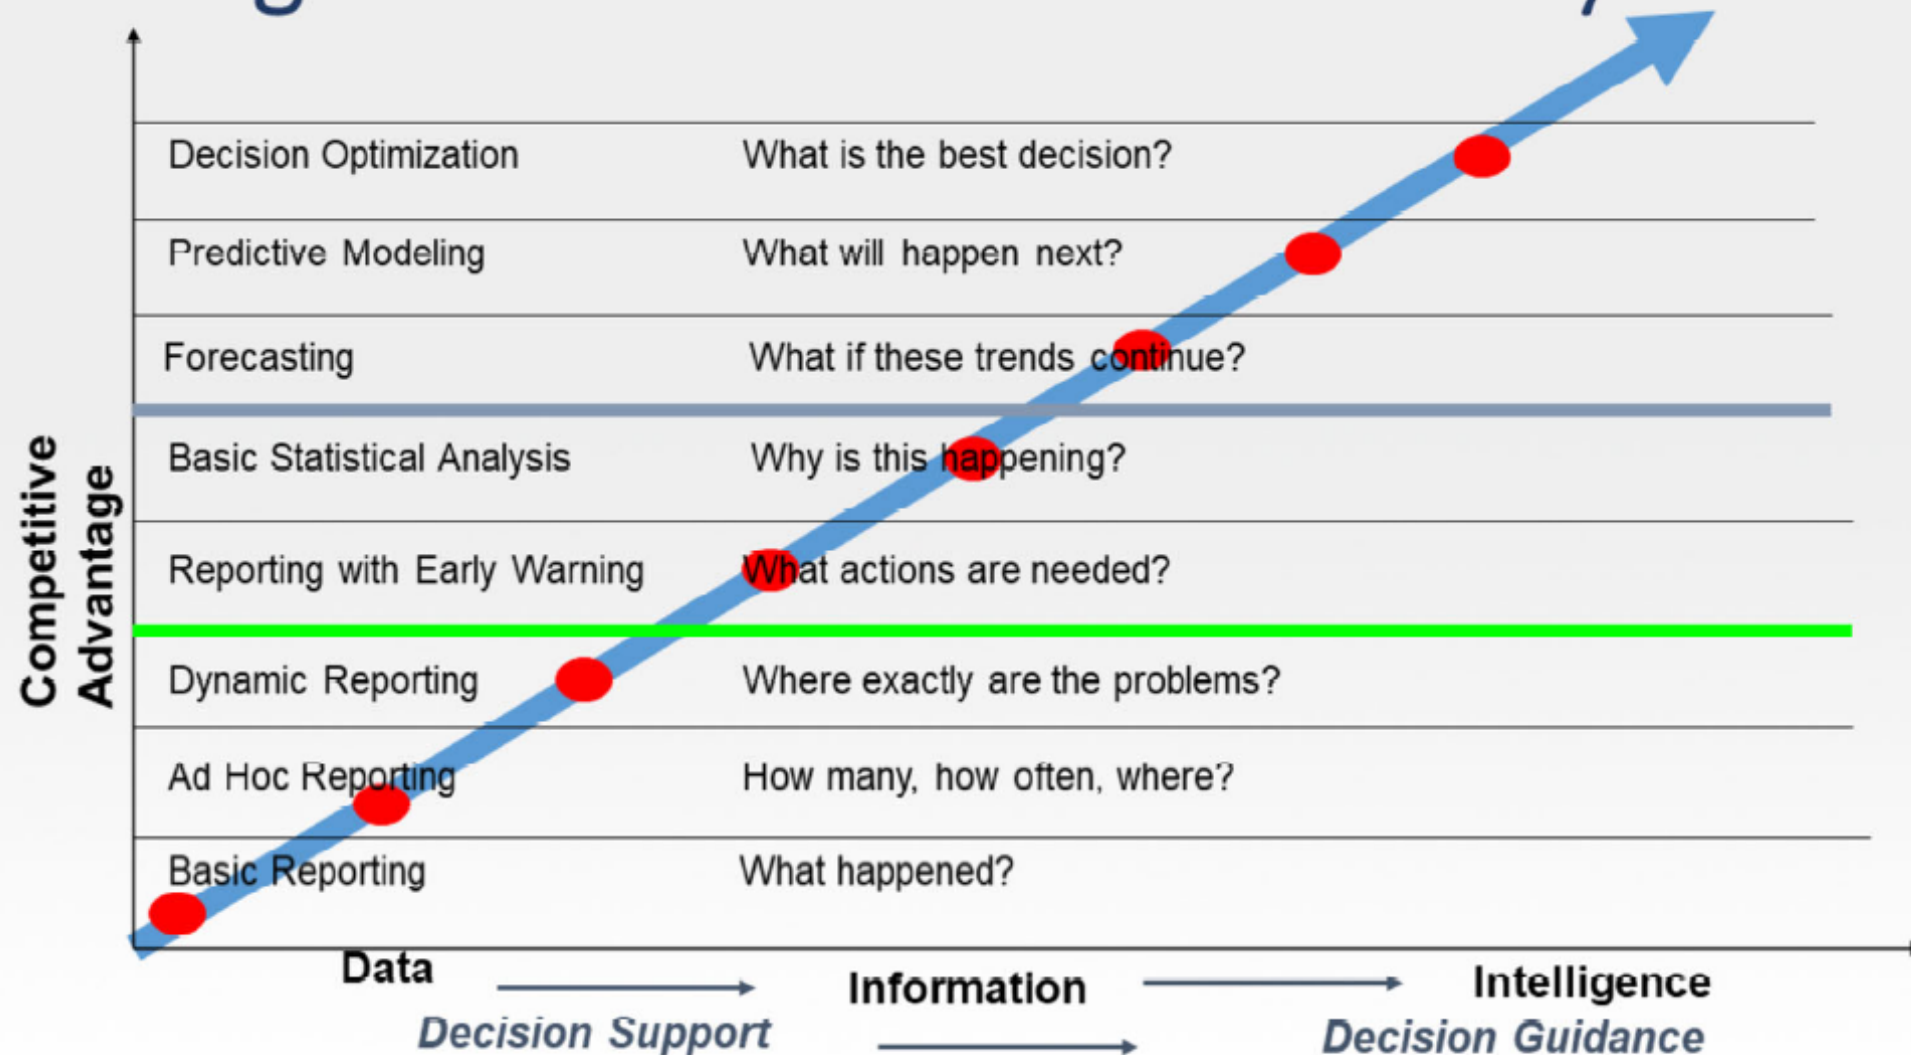 Decision Optimization What is the best decision?
Predictive Modeling What will happen next?
Forecasting What if these trends continue?
Basic Statistical Analysis Why is this happening?
Reporting with Early Warning What actions are needed?
Dynamic Reporting Where exactly are the problems?
Ad Hoc Reporting How many, how often, where?
Basic Reporting What happened?
Competitive
Advantage
Data Information Intelligence
Decision Support Decision Guidance